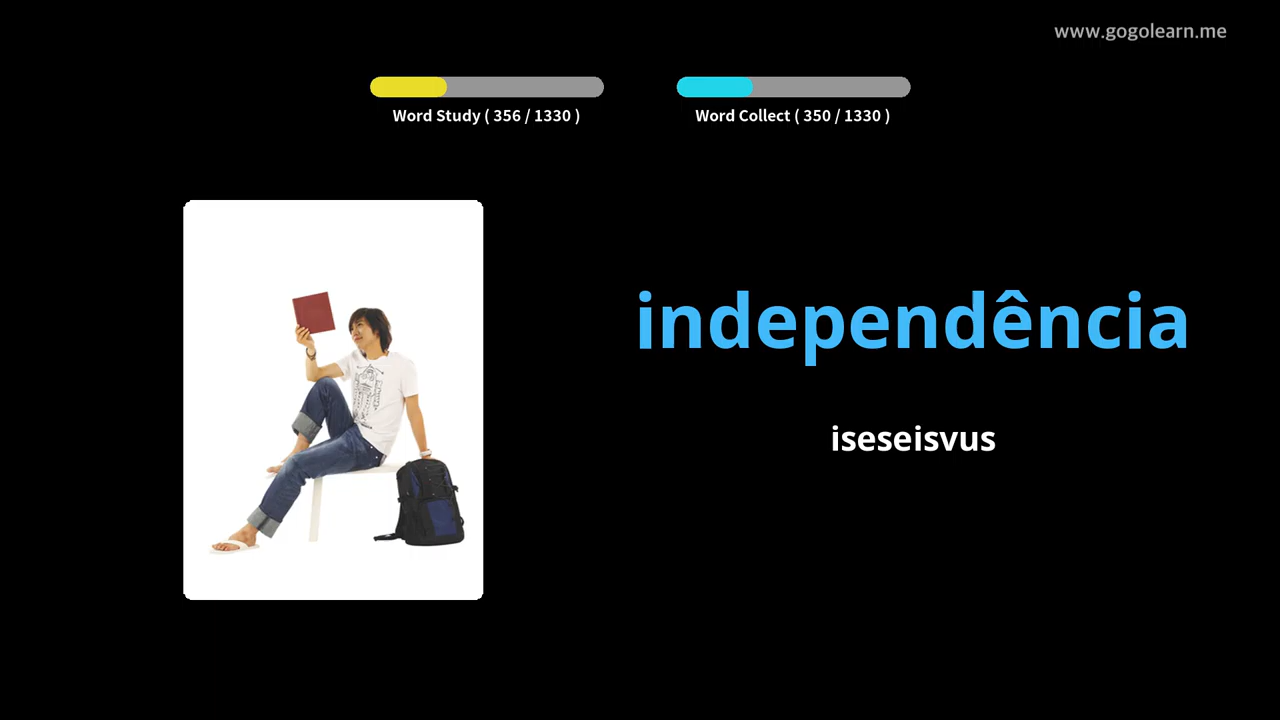 www.gogolearn.me
Word Study ( 356 / 1330 )
Word Collect ( 350 / 1330 )
independência
iseseisvus